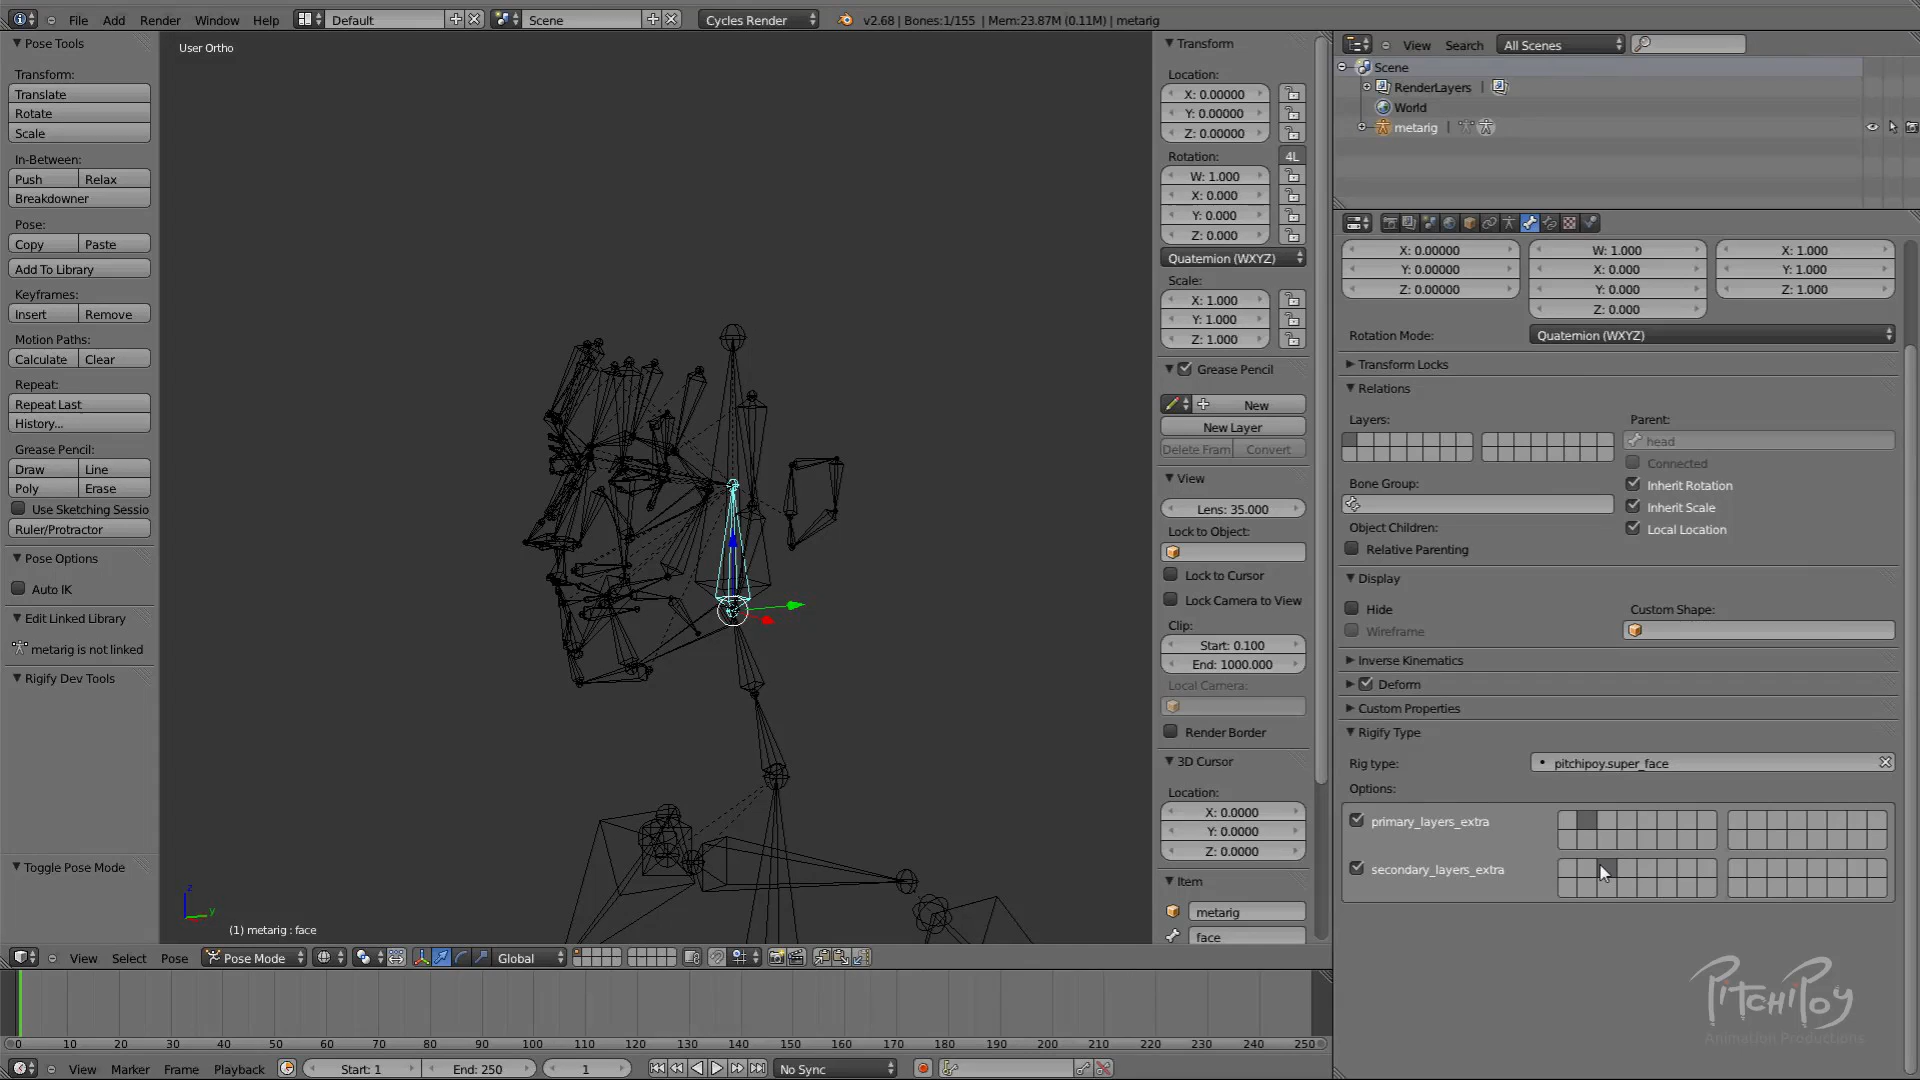 File Add Render Window Help Default Scene Cycles Render v2.68 | Bones:1/155 | Mem:23.87M (0.11M) | metarig
Pose Tools
Transform:
Translate
Rotate
Scale
In-Between:
Push Relax
Breakdowner
Pose:
Copy Paste
Add To Library
Keyframes:
Insert Remove
Motion Paths:
Calculate Clear
Repeat:
Repeat Last
History...
Grease Pencil:
Draw Line
Poly Erase
Use Sketching Sessio
Ruler/Protractor
Pose Options
Auto IK
Edit Linked Library
metarig is not linked
Rigify Dev Tools
Toggle Pose Mode
User Ortho
z
y
(1) metarig : face
Transform
Location:
X: 0.00000
Y: 0.00000
Z: 0.00000
Rotation: 4L
W: 1.000
X: 0.000
Y: 0.000
Z: 0.000
Quaternion (WXYZ)
Scale:
X: 1.000
Y: 1.000
Z: 1.000
Grease Pencil
New
New Layer
Delete Fram Convert
View
Lens: 35.000
Lock to Object:
Lock to Cursor
Lock Camera to View
Clip:
Start: 0.100
End: 1000.000
Local Camera:
Render Border
3D Cursor
Location:
X: 0.0000
Y: 0.0000
Z: 0.0000
Item
metarig
face
View Search All Scenes
Scene
RenderLayers |
World
metarig |
X: 0.00000 W: 1.000 X: 1.000
Y: 0.00000 X: 0.000 Y: 1.000
Z: 0.00000 Y: 0.000 Z: 1.000
Z: 0.000
Rotation Mode: Quaternion (WXYZ)
Transform Locks
Relations
Layers: Parent:
head
Connected
Bone Group: Inherit Rotation
Inherit Scale
Object Children: Local Location
Relative Parenting
Display
Hide Custom Shape:
Wireframe
Inverse Kinematics
Deform
Custom Properties
Rigify Type
Rig type: pitchipoy.super_face
Options:
primary_layers_extra
secondary_layers_extra
PitchiPoy
Animation Productions
View Select Pose Pose Mode Global
0 10 20 30 40 50 60 70 80 90 100 110 120 130 140 150 160 170 180 190 200 210 220 230 240 250
View Marker Frame Playback Start: 1 End: 250 1 No Sync